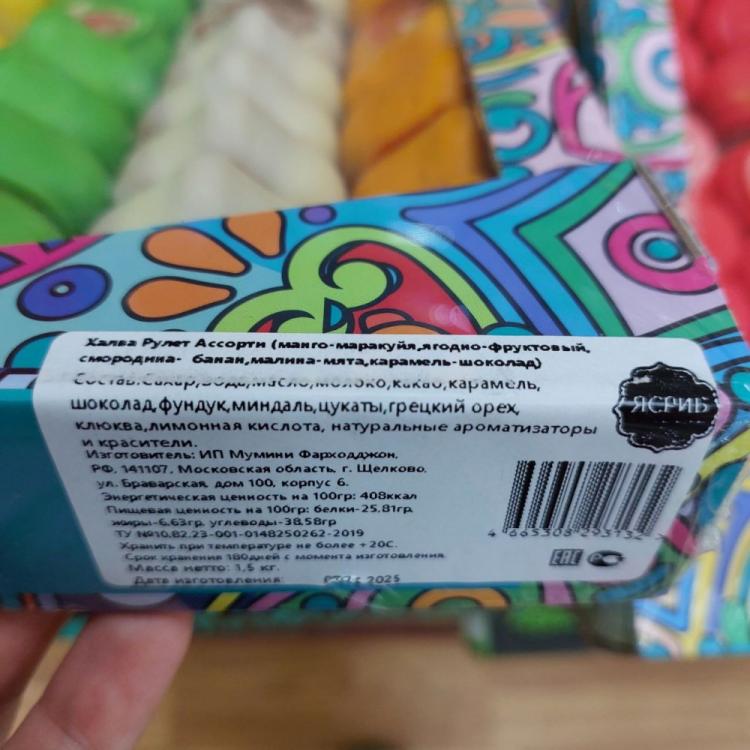 Халва Рулет Ассорти (манго-маракуйя,ягодно-фруктовый,
смородина- банан,малина-мята,карамель-шоколад)
Состав:Сахар,вода,масло,молоко,какао,карамель,
шоколад,фундук,миндаль,цукаты,грецкий орех,
клюква,лимонная кислота, натуральные ароматизаторы
и красители.
Изготовитель: ИП Мумини Фарходджон.
РФ, 141107, Московская область, г. Щелково.
ул. Браварская, дом 100, корпус 6.
Энергетическая ценность на 100гр: 408ккал
Пищевая ценность на 100гр: белки-25,81гр.
жиры-6,63гр. углеводы-38,58гр
ТУ №10.82.23-001-0148250262-2019
Хранить при температуре не более + 20С.
Срок хранения 180дней с момента изготовления.
Масса нетто: 1,5 кг.
Дата изготовления: 2025
ЯСРИБ
ЕАС